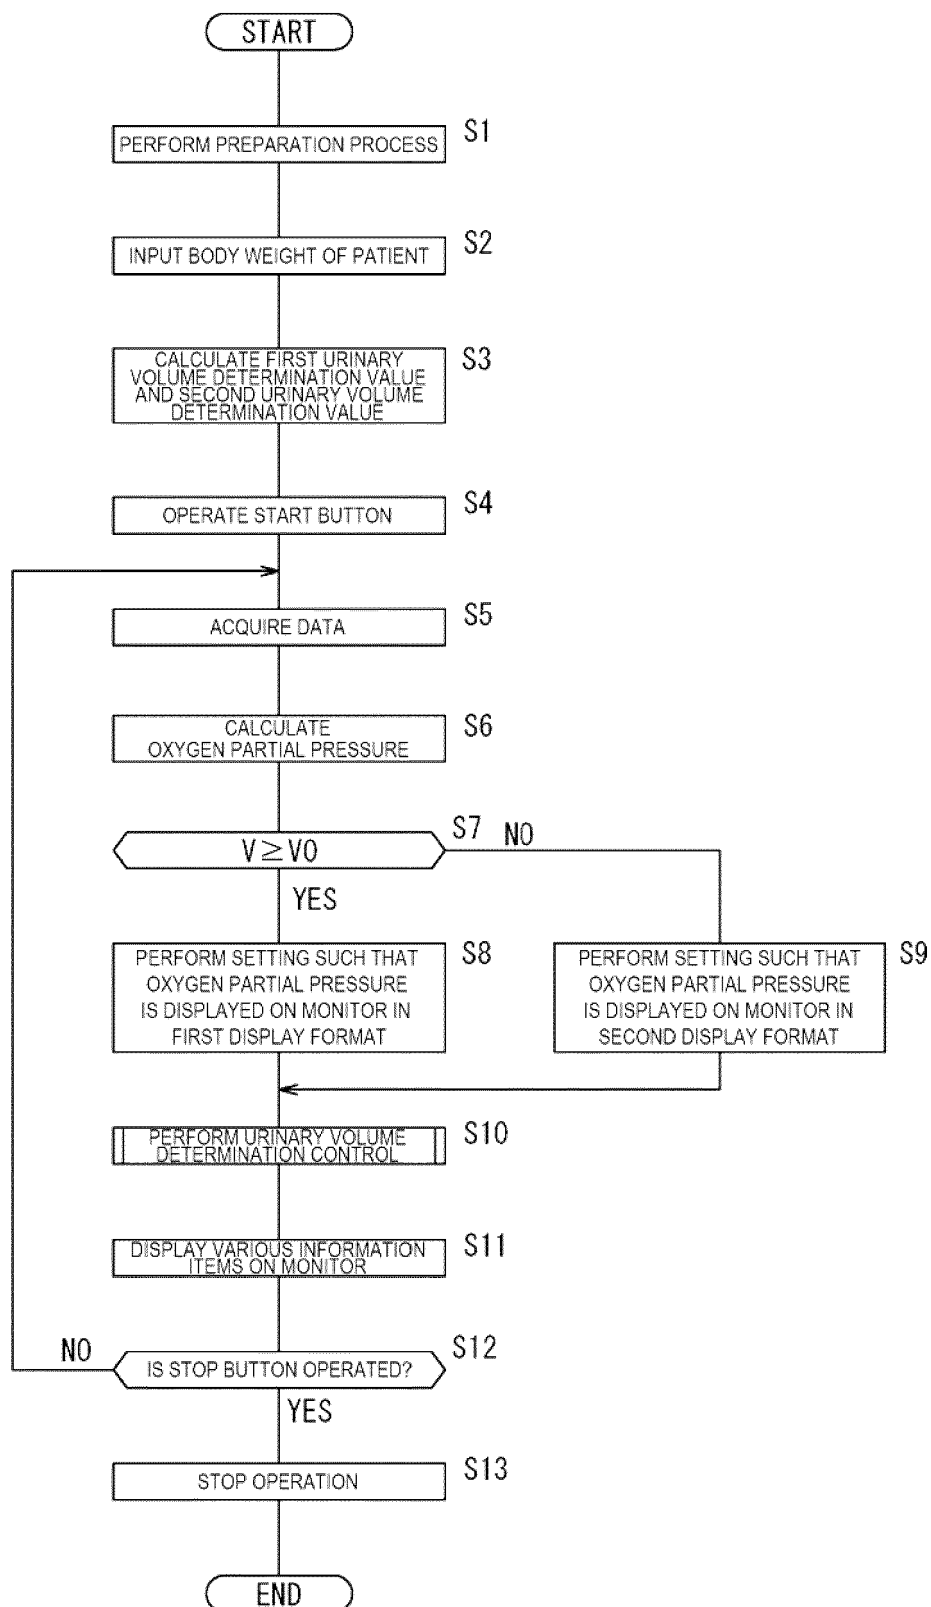 START
S1
PERFORM PREPARATION PROCESS
S2
INPUT BODY WEIGHT OF PATIENT
S3
CALCULATE FIRST URINARY
VOLUME DETERMINATION VALUE
AND SECOND URINARY VOLUME
DETERMINATION VALUE
S4
OPERATE START BUTTON
S5
ACQUIRE DATA
S6
CALCULATE
OXYGEN PARTIAL PRESSURE
S7
NO
V≧V0
YES
S8
PERFORM SETTING SUCH THAT
OXYGEN PARTIAL PRESSURE
IS DISPLAYED ON MONITOR IN
FIRST DISPLAY FORMAT
S9
PERFORM SETTING SUCH THAT
OXYGEN PARTIAL PRESSURE
IS DISPLAYED ON MONITOR IN
SECOND DISPLAY FORMAT
S10
PERFORM URINARY VOLUME
DETERMINATION CONTROL
S11
DISPLAY VARIOUS INFORMATION
ITEMS ON MONITOR
S12
NO
IS STOP BUTTON OPERATED?
YES
S13
STOP OPERATION
END